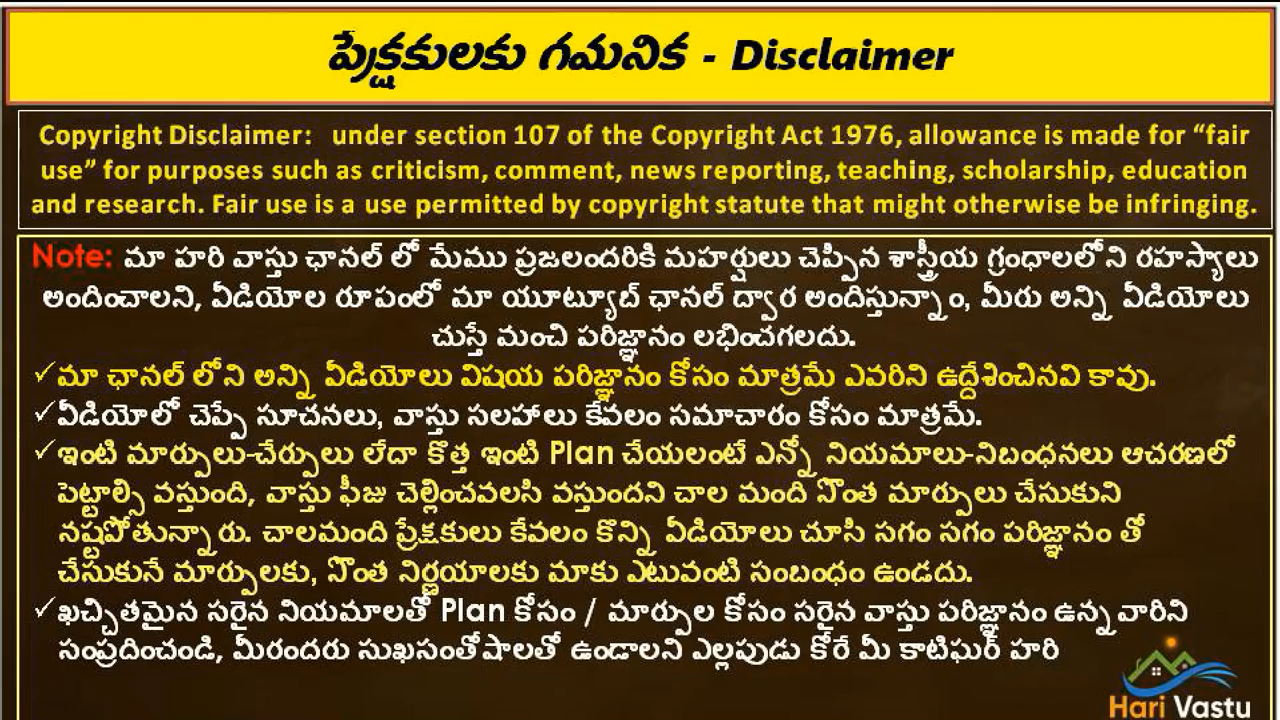 ప్రేక్షకులకు గమనిక - Disclaimer
Copyright Disclaimer: under section 107 of the Copyright Act 1976, allowance is made for “fair
use” for purposes such as criticism, comment, news reporting, teaching, scholarship, education
and research. Fair use is a use permitted by copyright statute that might otherwise be infringing.
Note: మా హరి వాస్తు ఛానల్ లో మేము ప్రజలందరికి మహర్షులు చెప్పిన శాస్త్రీయ గ్రంధాలలోని రహస్యాలు
అందించాలని, వీడియోల రూపంలో మా యూట్యూబ్ ఛానల్ ద్వార అందిస్తున్నాం, మీరు అన్ని వీడియోలు
చుస్తే మంచి పరిజ్ఞానం లభించగలదు.
✓మా ఛానల్ లోని అన్ని వీడియోలు విషయ పరిజ్ఞానం కోసం మాత్రమే ఎవరిని ఉద్దేశించినవి కావు.
✓వీడియోలో చెప్పే సూచనలు, వాస్తు సలహాలు కేవలం సమాచారం కోసం మాత్రమే.
✓ఇంటి మార్పులు-చేర్పులు లేదా కొత్త ఇంటి Plan చేయలంటే ఎన్నో నియమాలు-నిబంధనలు ఆచరణలో
పెట్టాల్సి వస్తుంది, వాస్తు ఫీజు చెల్లించవలసి వస్తుందని చాల మంది సొంత మార్పులు చేసుకుని
నష్టపోతున్నారు. చాలమంది ప్రేక్షకులు కేవలం కొన్ని వీడియోలు చూసి సగం సగం పరిజ్ఞానం తో
చేసుకునే మార్పులకు, సొంత నిర్ణయాలకు మాకు ఎటువంటి సంబంధం ఉండదు.
✓ఖచ్చితమైన సరైన నియమాలతో Plan కోసం / మార్పుల కోసం సరైన వాస్తు పరిజ్ఞానం ఉన్నవారిని
సంప్రదించండి, మీరందరు సుఖసంతోషాలతో ఉండాలని ఎల్లపుడు కోరే మీ కాటిఘర్ హరి
Hari Vastu